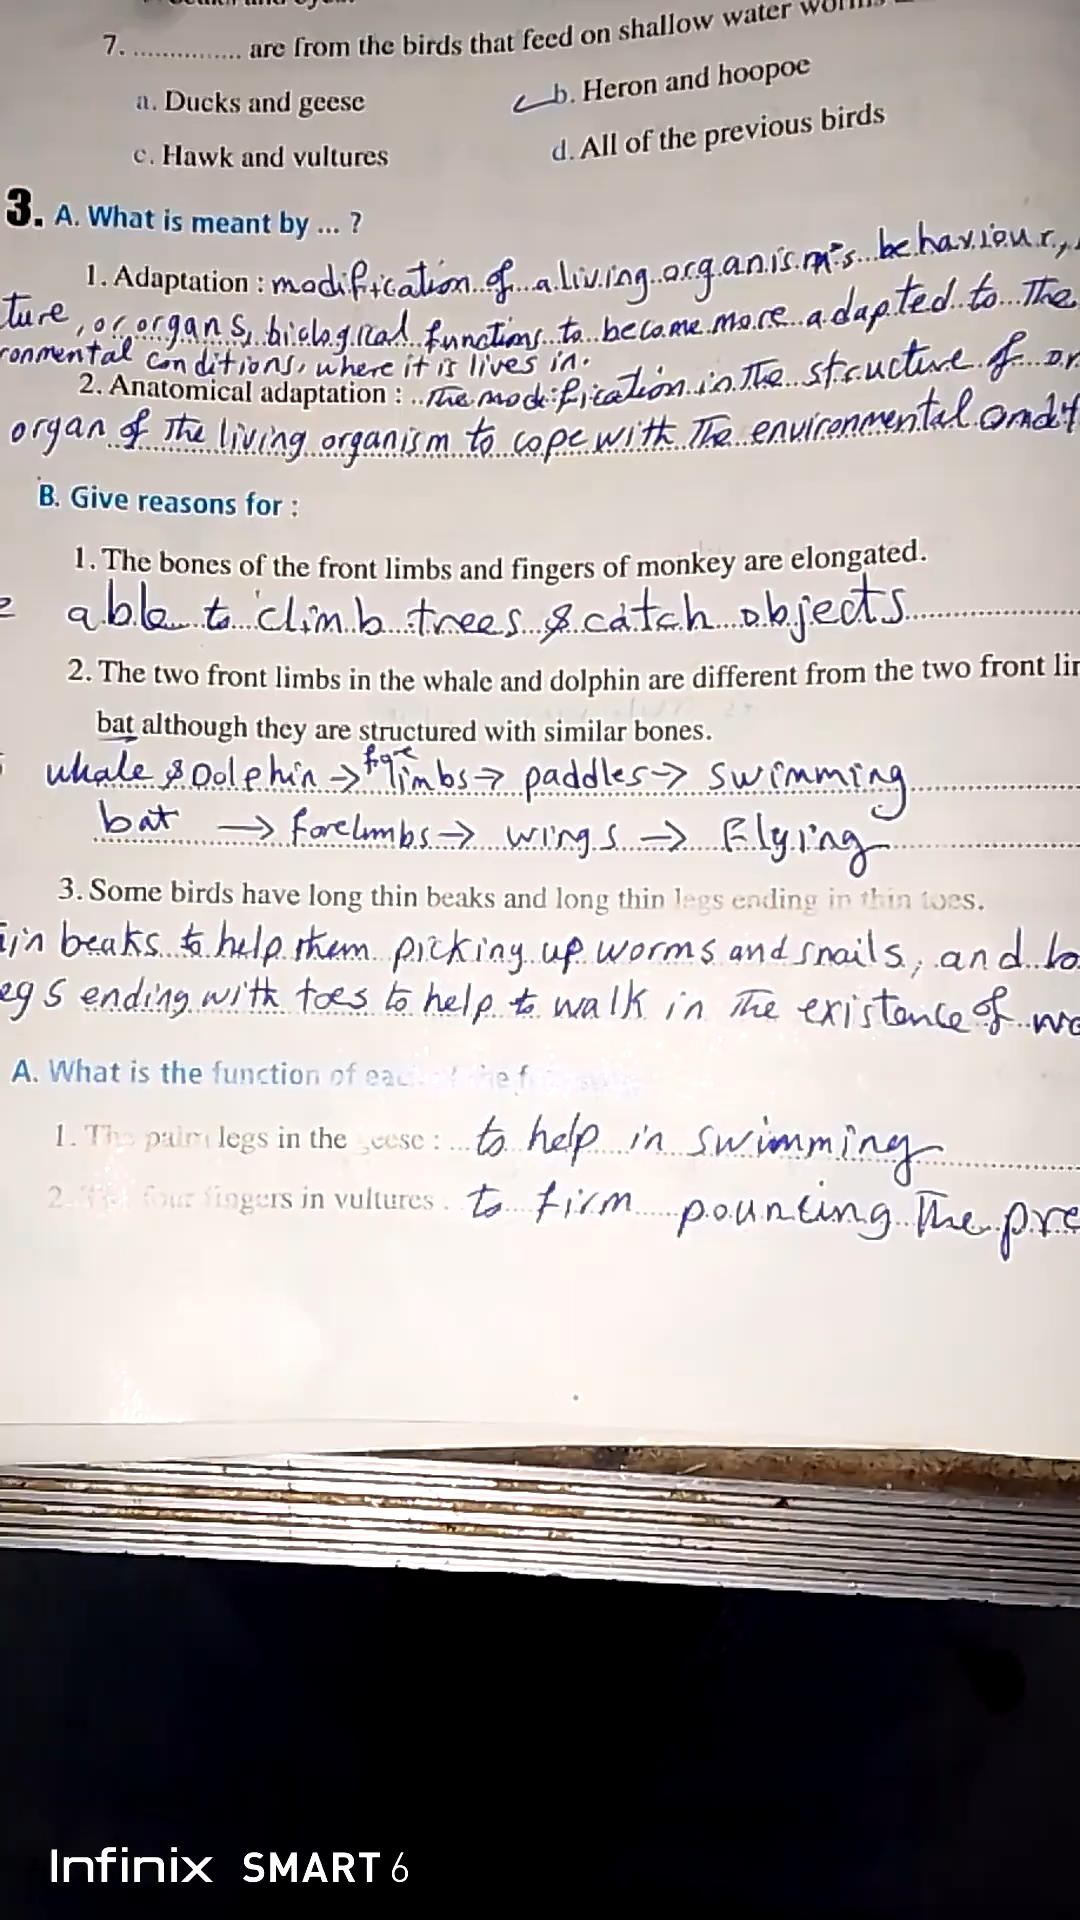 7. ............... are from the birds that feed on shallow water
a. Ducks and geese
b. Heron and hoopoe
c. Hawk and vultures
d. All of the previous birds
3. A. What is meant by ... ?
1. Adaptation : modification of a living organism's behaviour,
ture, or organs, biological functions to become more adapted to The
ronmental conditions, where it is lives in.
2. Anatomical adaptation : The modification in The structure of or
organ of The living organism to cope with The environmental condit
B. Give reasons for :
1. The bones of the front limbs and fingers of monkey are elongated.
able to climb trees & catch objects
2. The two front limbs in the whale and dolphin are different from the two front lim
bat although they are structured with similar bones.
whale & Dolphin → fore limbs → paddles → swimming
bat → forelimbs → wings → Flying
3. Some birds have long thin beaks and long thin legs ending in thin toes.
in beaks to help them picking up worms and snails, and lo
egs ending with toes to help to walk in The existence of
A. What is the function of
1. The palm legs in the geese : to help in swimming
2. four fingers in vultures . to firm pounting The pre
Infinix SMART 6